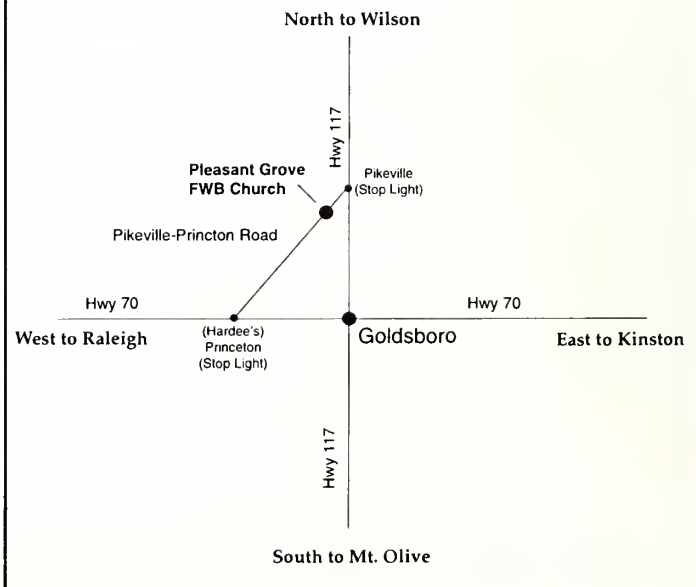 North to Wilson
Hwy 117
Pleasant Grove
FWB Church
Pikeville
(Stop Light)
Pikeville-Princton Road
Hwy 70
Hwy 70
West to Raleigh
(Hardee's)
Princeton
(Stop Light)
Goldsboro
East to Kinston
Hwy 117
South to Mt. Olive